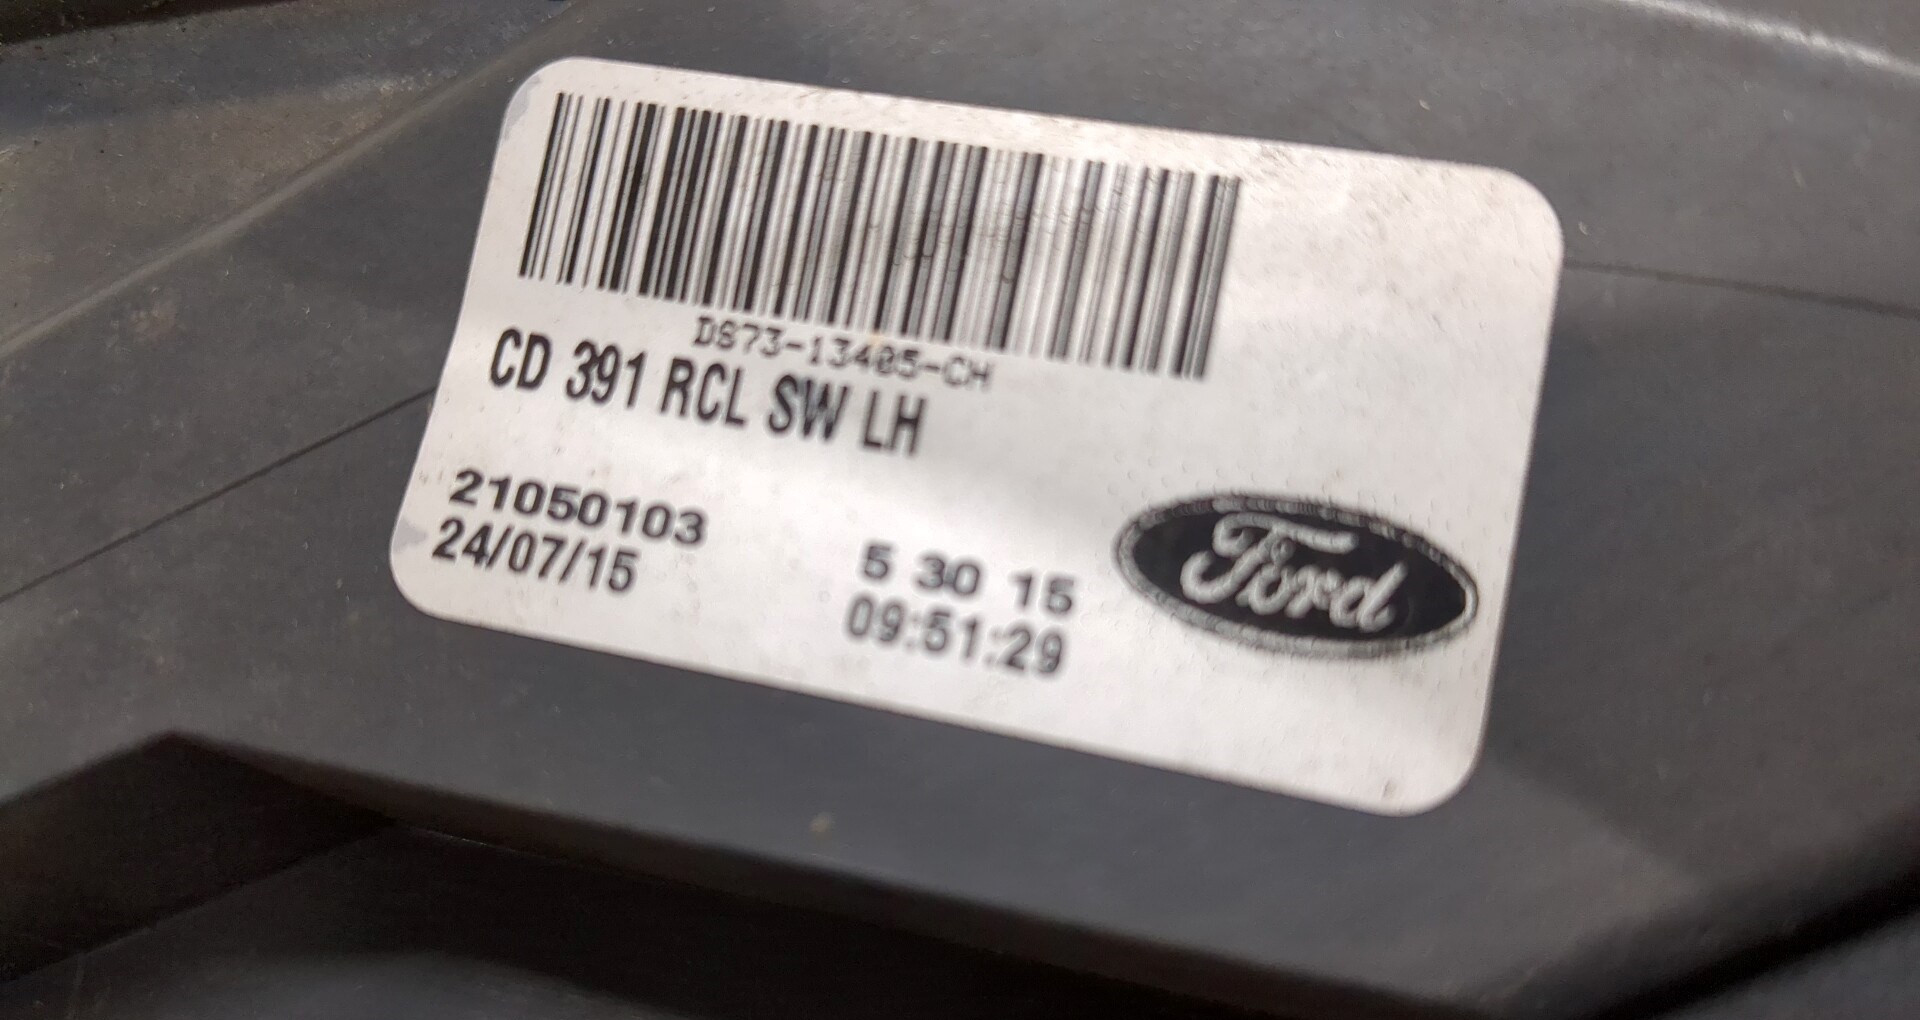 DS73-13405-CH
CD 391 RCL SW LH
21050103
24/07/15
5 30 15
09:51:29
Ford